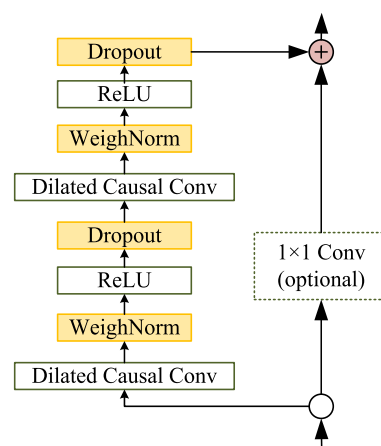 Dropout
+
ReLU
WeighNorm
Dilated Causal Conv
Dropout
1×1 Conv
(optional)
ReLU
WeighNorm
Dilated Causal Conv